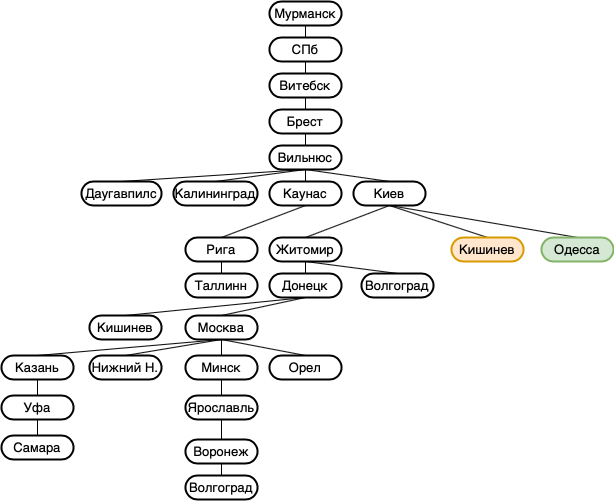 Мурманск
СПб
Витебск
Брест
Вильнюс
Даугавпилс
Калининград
Каунас
Киев
Рига
Житомир
Кишинев
Одесса
Таллинн
Донецк
Волгоград
Кишинев
Москва
Казань
Нижний Н.
Минск
Орел
Уфа
Ярославль
Самара
Воронеж
Волгоград